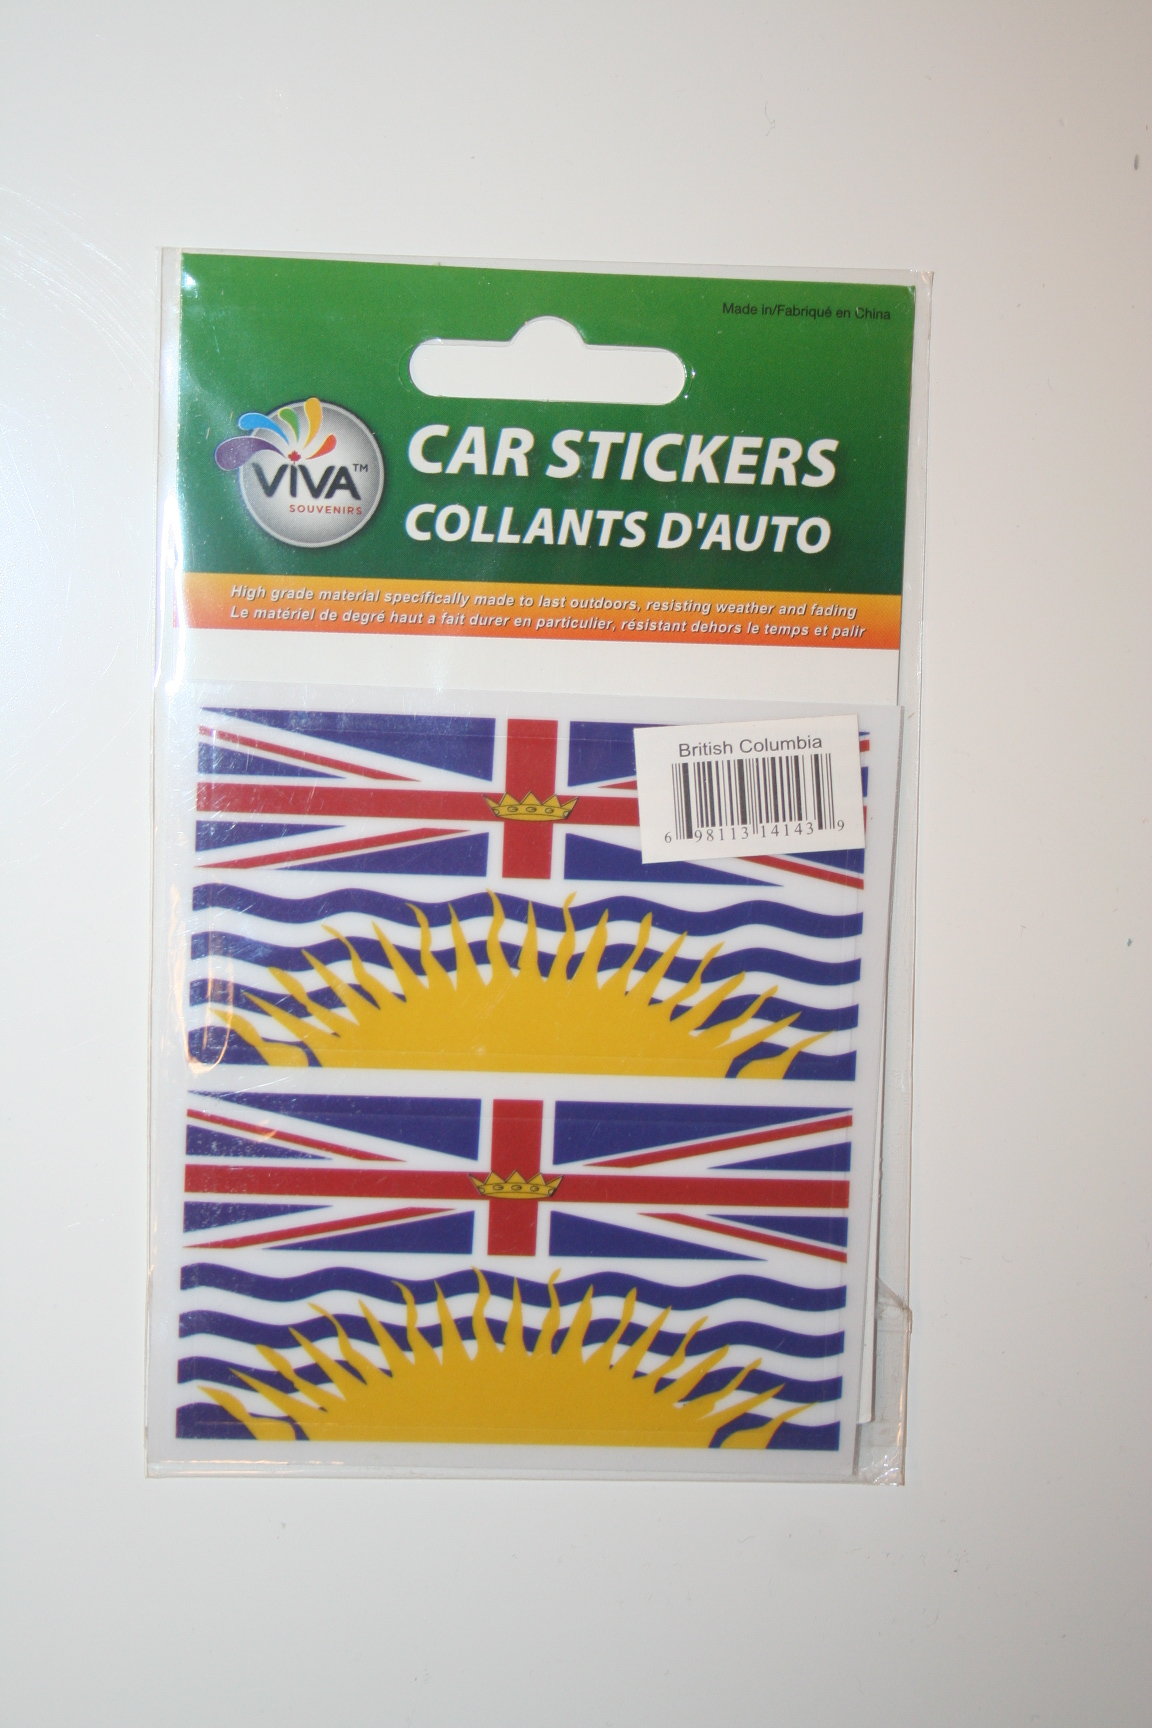 Made in/Fabriqué en China
VIVA™
SOUVENIRS
CAR STICKERS
COLLANTS D'AUTO
High grade material specifically made to last outdoors, resisting weather and fading
Le matériel de degré haut a fait durer en particulier, résistant dehors le temps et palir
British Columbia
6 98113 14143 9